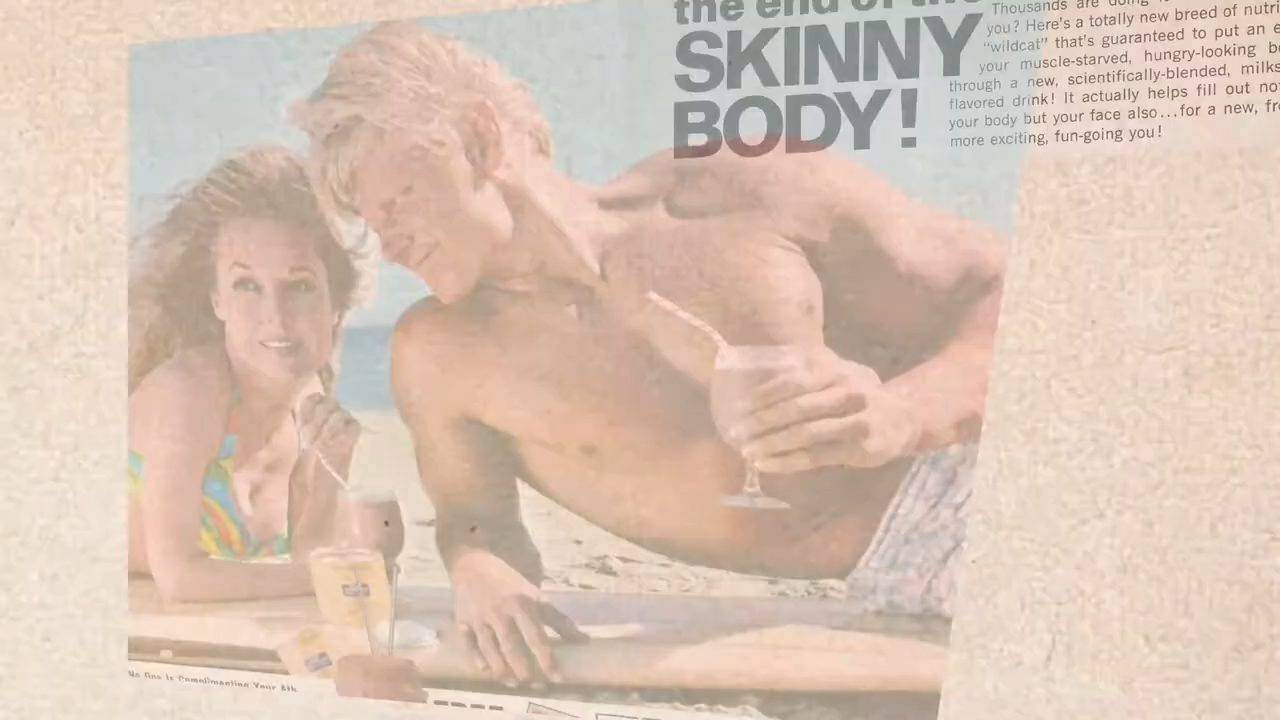 the end of the
SKINNY
BODY!
Thousands are doing
you? Here's a totally new breed of nutri
"wildcat" that's guaranteed to put an e
your muscle-starved, hungry-looking b
through a new, scientifically-blended, milks
flavored drink! It actually helps fill out no
your body but your face also...for a new, fr
more exciting, fun-going you!
No One Is Complimenting Your